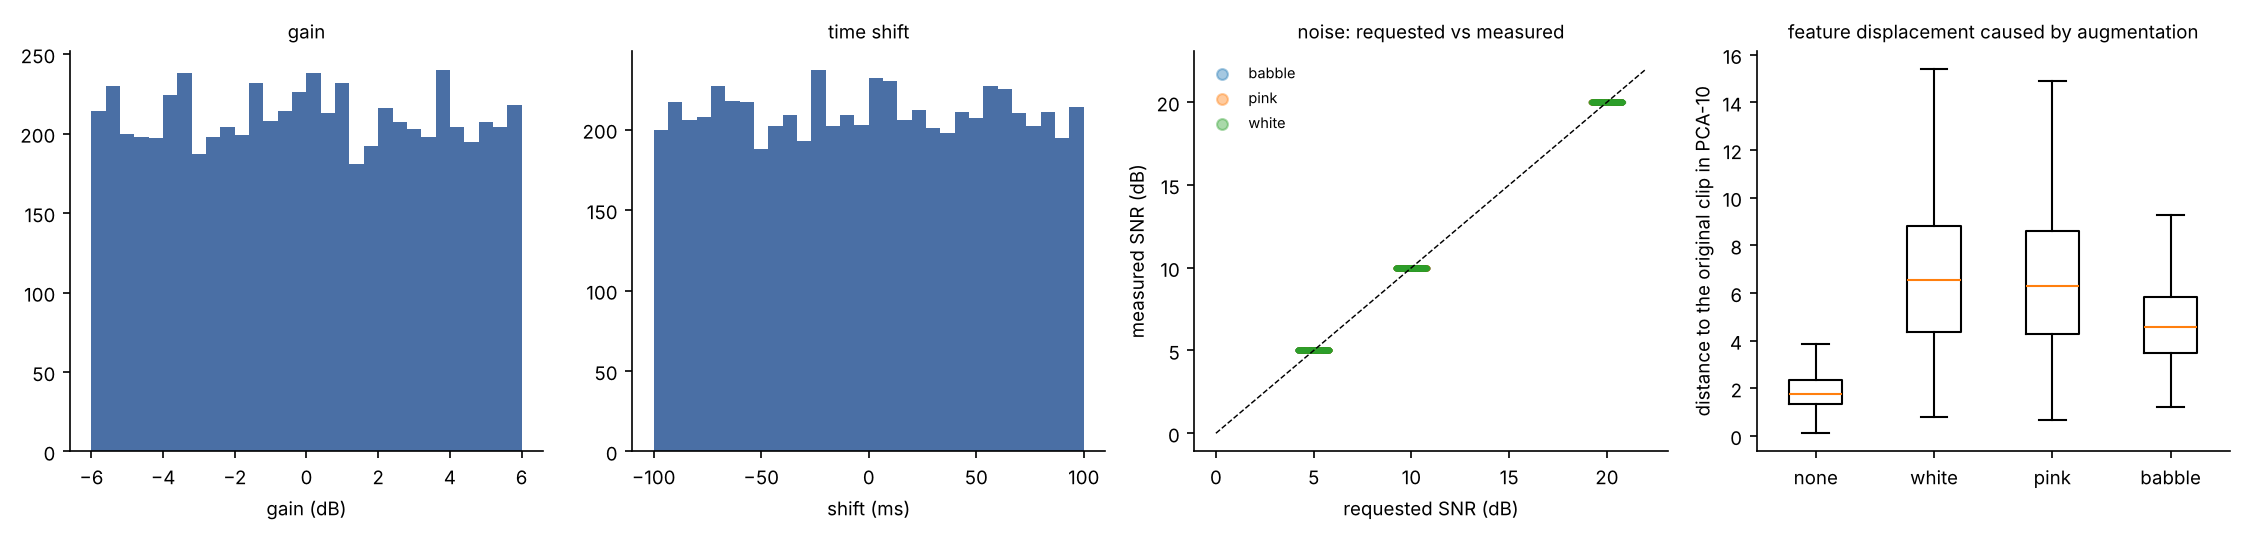 gain
250
200
150
100
50
0
−6 −4 −2 0 2 4 6
gain (dB)
time shift
200
150
100
50
0
−100 −50 0 50 100
shift (ms)
noise: requested vs measured
babble
pink
white
measured SNR (dB)
20
15
10
5
0
0 5 10 15 20
requested SNR (dB)
feature displacement caused by augmentation
distance to the original clip in PCA-10
16
14
12
10
8
6
4
2
0
none white pink babble